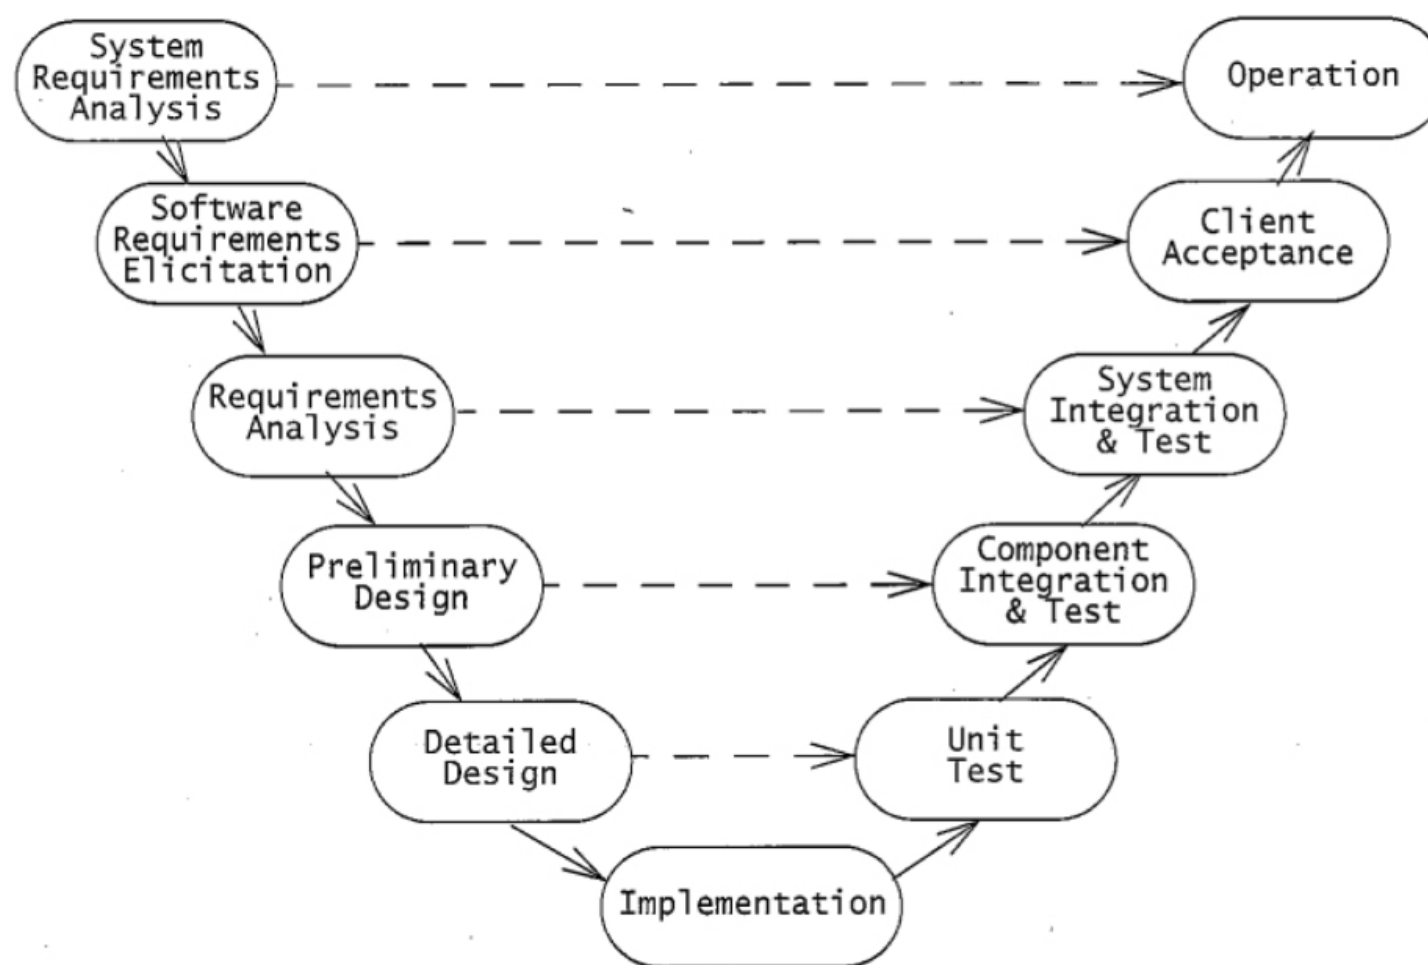 System
Requirements
Analysis
Operation
Software
Requirements
Elicitation
Client
Acceptance
Requirements
Analysis
System
Integration
& Test
Preliminary
Design
Component
Integration
& Test
Detailed
Design
Unit
Test
Implementation